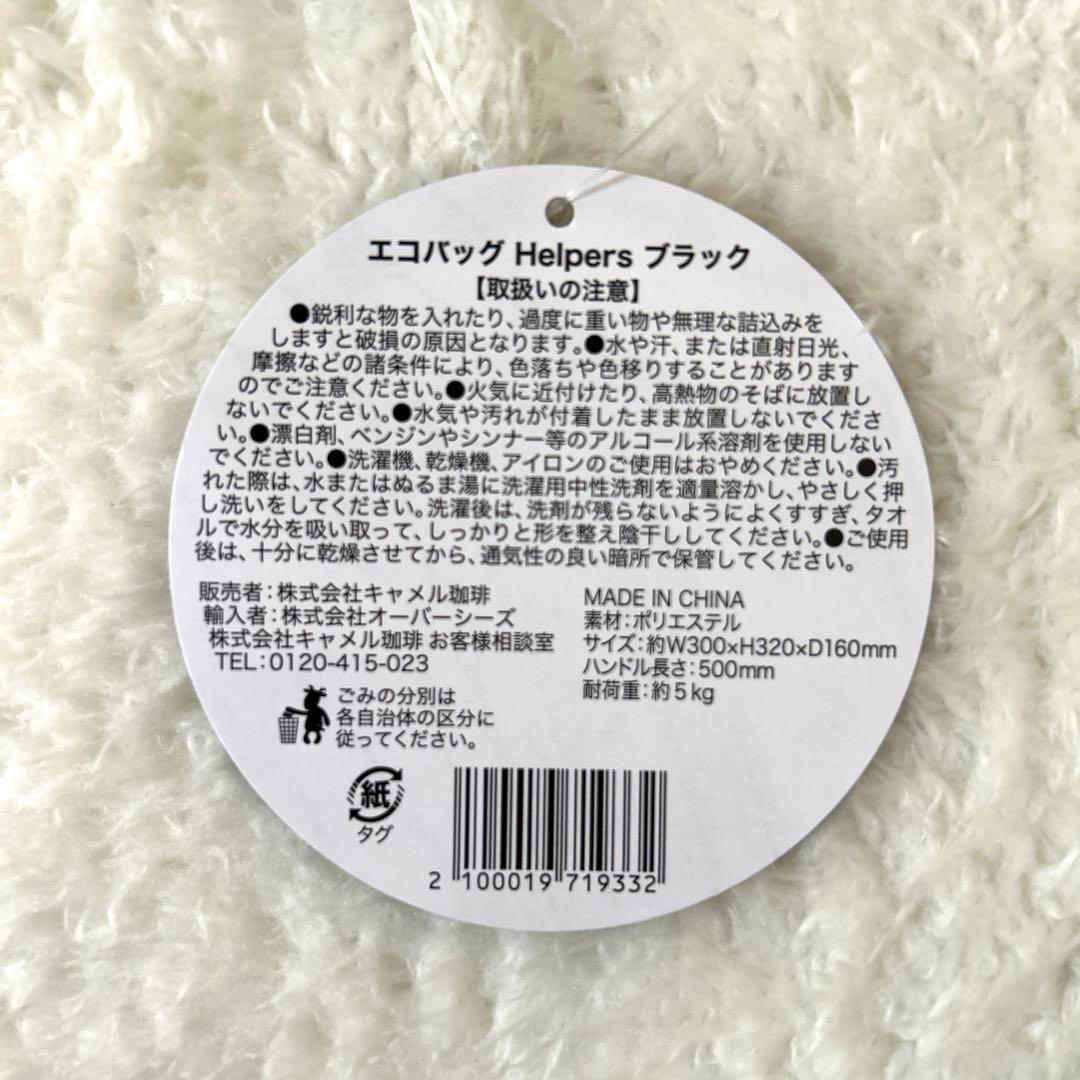 エコバッグ Helpers ブラック
【取扱いの注意】
●鋭利な物を入れたり、過度に重い物や無理な詰込みを
しますと破損の原因となります。●水や汗、または直射日光、
摩擦などの諸条件により、色落ちや色移りすることがあります
のでご注意ください。●火気に近付けたり、高熱物のそばに放置し
ないでください。●水気や汚れが付着したまま放置しないでくださ
い。●漂白剤、ベンジンやシンナー等のアルコール系溶剤を使用しない
でください。●洗濯機、乾燥機、アイロンのご使用はおやめください。●汚
れた際は、水またはぬるま湯に洗濯用中性洗剤を適量溶かし、やさしく押
し洗いをしてください。洗濯後は、洗剤が残らないようによくすすぎ、タオ
ルで水分を吸い取って、しっかりと形を整え陰干ししてください。●ご使用
後は、十分に乾燥させてから、通気性の良い暗所で保管してください。
販売者：株式会社キャメル珈琲
輸入者：株式会社オーバーシーズ
株式会社キャメル珈琲 お客様相談室
TEL：0120-415-023
MADE IN CHINA
素材：ポリエステル
サイズ：約W300×H320×D160mm
ハンドル長さ：500mm
耐荷重：約5kg
ごみの分別は
各自治体の区分に
従ってください。
紙
タグ
2 100019 719332